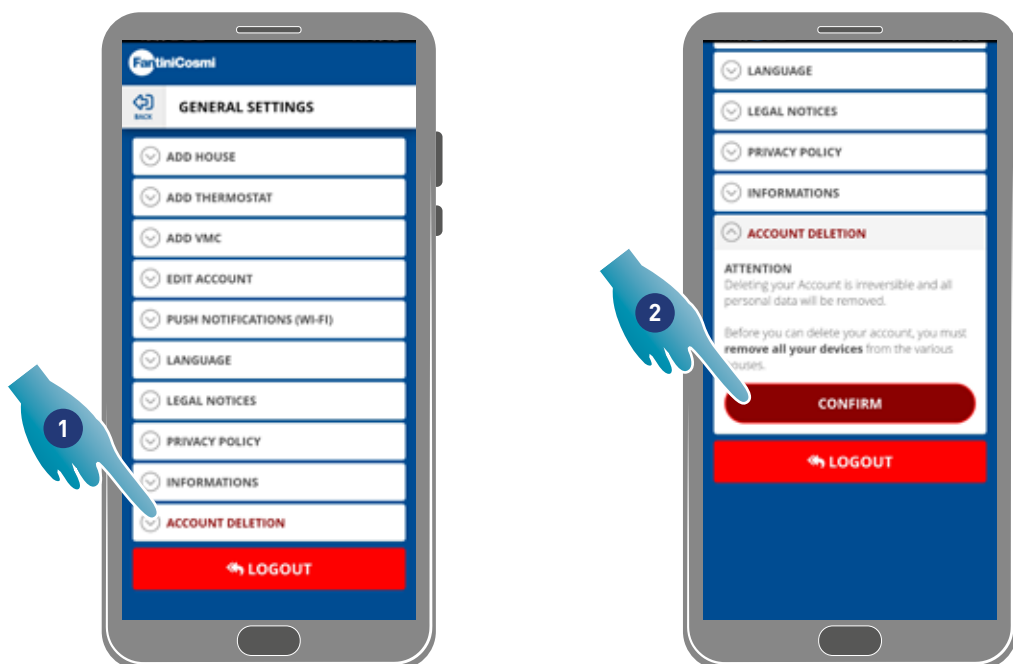 FantiniCosmi
BACK
GENERAL SETTINGS
ADD HOUSE
ADD THERMOSTAT
ADD VMC
EDIT ACCOUNT
PUSH NOTIFICATIONS (WI-FI)
LANGUAGE
LEGAL NOTICES
PRIVACY POLICY
INFORMATIONS
ACCOUNT DELETION
LOGOUT
1
LANGUAGE
LEGAL NOTICES
PRIVACY POLICY
INFORMATIONS
ACCOUNT DELETION
ATTENTION
Deleting your Account is irreversible and all
personal data will be removed.
Before you can delete your account, you must
remove all your devices from the various
houses.
CONFIRM
LOGOUT
2